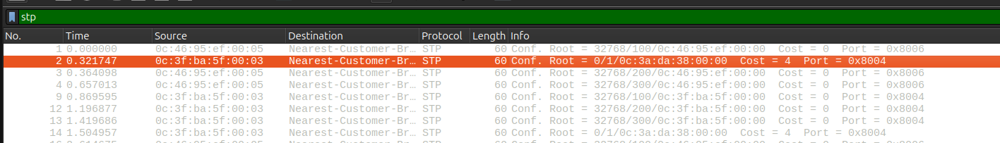 stp
No. Time Source Destination Protocol Length Info
1 0.000000 0c:46:95:ef:00:05 Nearest-Customer-Br… STP 60 Conf. Root = 32768/100/0c:46:95:ef:00:00 Cost = 0 Port = 0x8006
2 0.321747 0c:3f:ba:5f:00:03 Nearest-Customer-Br… STP 60 Conf. Root = 0/1/0c:3a:da:38:00:00 Cost = 4 Port = 0x8004
3 0.364098 0c:46:95:ef:00:05 Nearest-Customer-Br… STP 60 Conf. Root = 32768/200/0c:46:95:ef:00:00 Cost = 0 Port = 0x8006
4 0.657013 0c:46:95:ef:00:05 Nearest-Customer-Br… STP 60 Conf. Root = 32768/300/0c:46:95:ef:00:00 Cost = 0 Port = 0x8006
9 0.869595 0c:3f:ba:5f:00:03 Nearest-Customer-Br… STP 60 Conf. Root = 32768/100/0c:3f:ba:5f:00:00 Cost = 0 Port = 0x8004
12 1.196877 0c:3f:ba:5f:00:03 Nearest-Customer-Br… STP 60 Conf. Root = 32768/200/0c:3f:ba:5f:00:00 Cost = 0 Port = 0x8004
13 1.419686 0c:3f:ba:5f:00:03 Nearest-Customer-Br… STP 60 Conf. Root = 32768/300/0c:3f:ba:5f:00:00 Cost = 0 Port = 0x8004
14 1.504957 0c:3f:ba:5f:00:03 Nearest-Customer-Br… STP 60 Conf. Root = 0/1/0c:3a:da:38:00:00 Cost = 4 Port = 0x8004